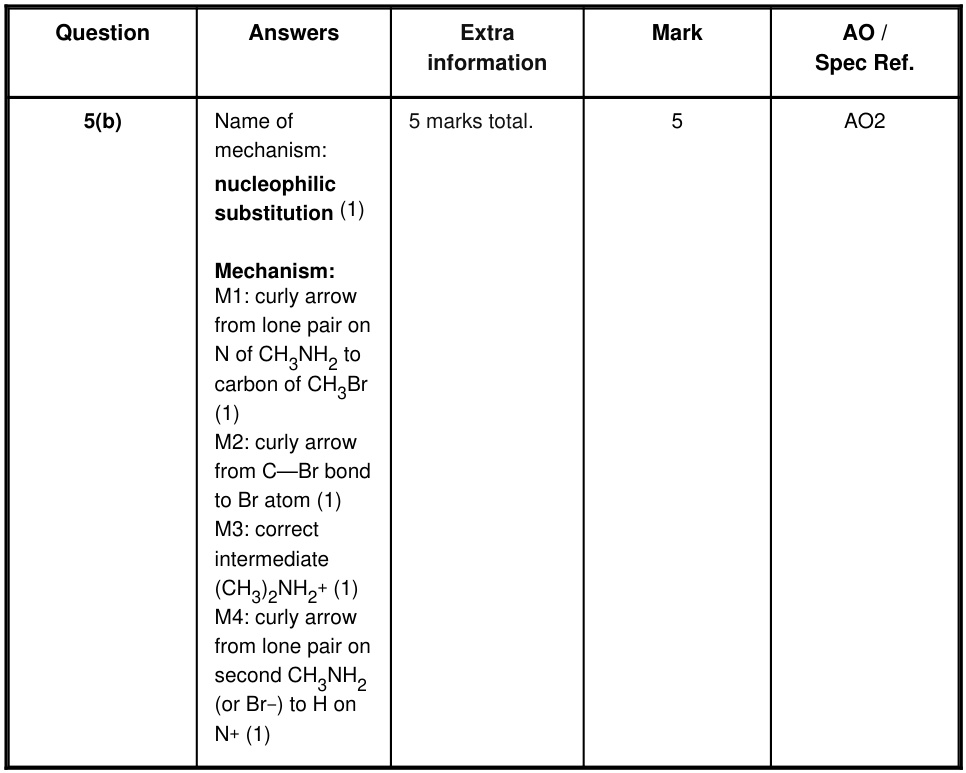 Question Answers Extra information Mark AO / Spec Ref.
5(b)
Name of
mechanism:
nucleophilic
substitution (1)
Mechanism:
M1: curly arrow
from lone pair on
N of CH₃NH₂ to
carbon of CH₃Br
(1)
M2: curly arrow
from C—Br bond
to Br atom (1)
M3: correct
intermediate
(CH₃)₂NH₂⁺ (1)
M4: curly arrow
from lone pair on
second CH₃NH₂
(or Br⁻) to H on
N⁺ (1)
5 marks total.
5
AO2